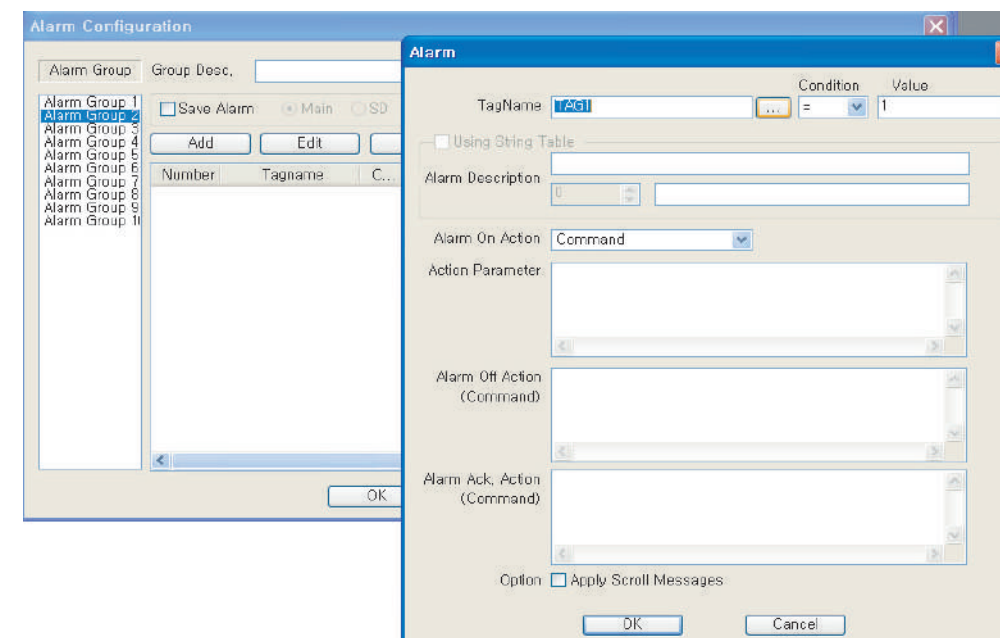 Alarm Configuration
Alarm Group
Group Desc.
Alarm Group 1
Alarm Group 2
Alarm Group 3
Alarm Group 4
Alarm Group 5
Alarm Group 6
Alarm Group 7
Alarm Group 8
Alarm Group 9
Alarm Group 1
Save Alarm Main SD
Add Edit
Number Tagname C...
OK
Alarm
Condition Value
TagName TAG1 ... = 1
Using String Table
Alarm Description
0
Alarm On Action Command
Action Parameter
Alarm Off Action
(Command)
Alarm Ack. Action
(Command)
Option Apply Scroll Messages
OK Cancel